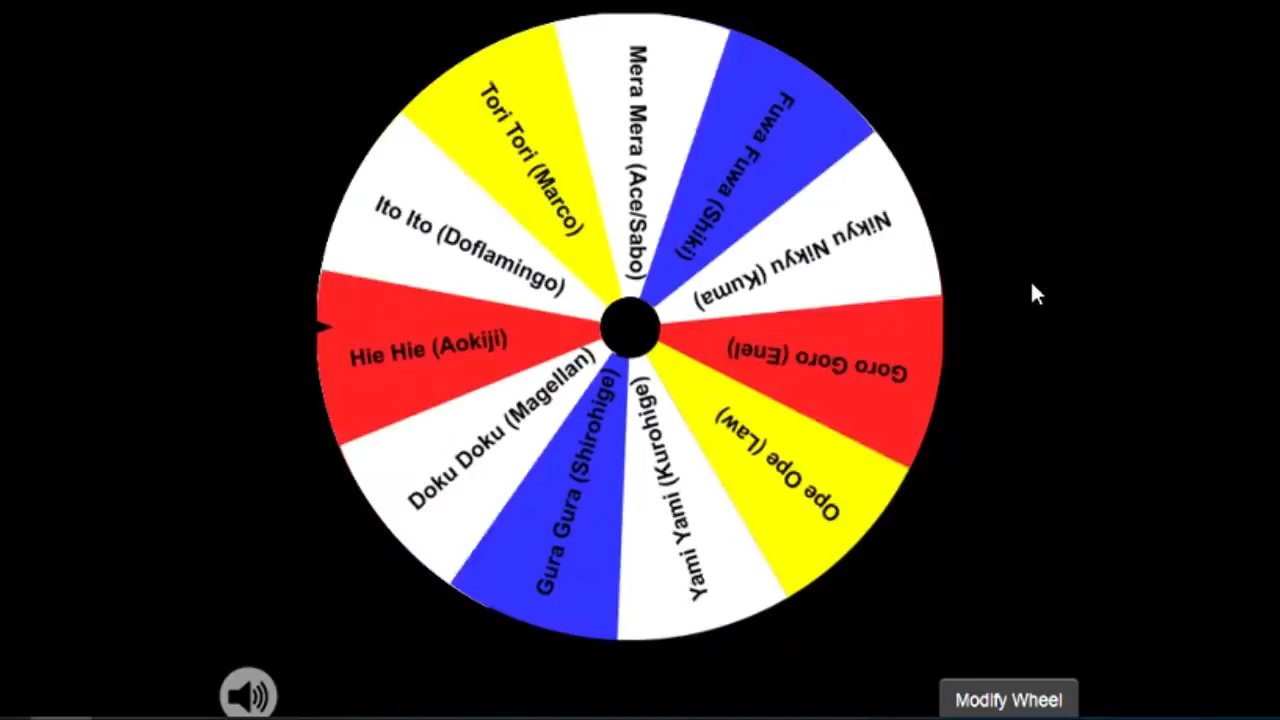 Mera Mera (Ace/Sabo)
Fuwa Fuwa (Shiki)
Nikyu Nikyu (Kuma)
Goro Goro (Enel)
Ope Ope (Law)
Yami Yami (Kurohige)
Gura Gura (Shirohige)
Doku Doku (Magellan)
Hie Hie (Aokiji)
Ito Ito (Doflamingo)
Tori Tori (Marco)
Modify Wheel